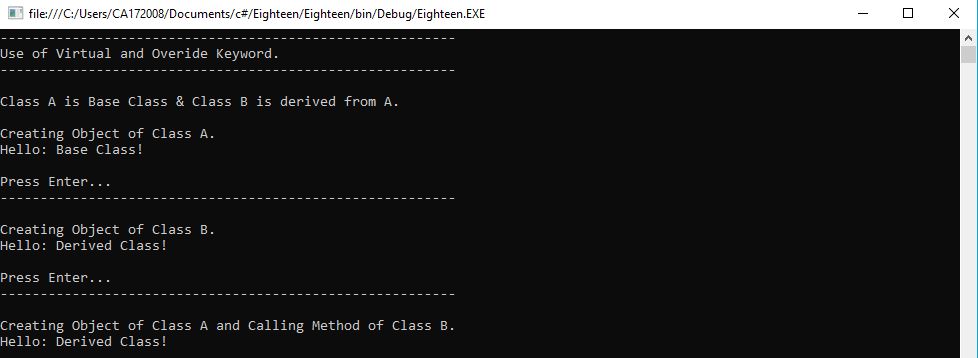 file:///C:/Users/CA172008/Documents/c#/Eighteen/Eighteen/bin/Debug/Eighteen.EXE
---------------------------------------------------------
Use of Virtual and Overide Keyword.
---------------------------------------------------------
Class A is Base Class & Class B is derived from A.
Creating Object of Class A.
Hello: Base Class!
Press Enter...
---------------------------------------------------------
Creating Object of Class B.
Hello: Derived Class!
Press Enter...
---------------------------------------------------------
Creating Object of Class A and Calling Method of Class B.
Hello: Derived Class!